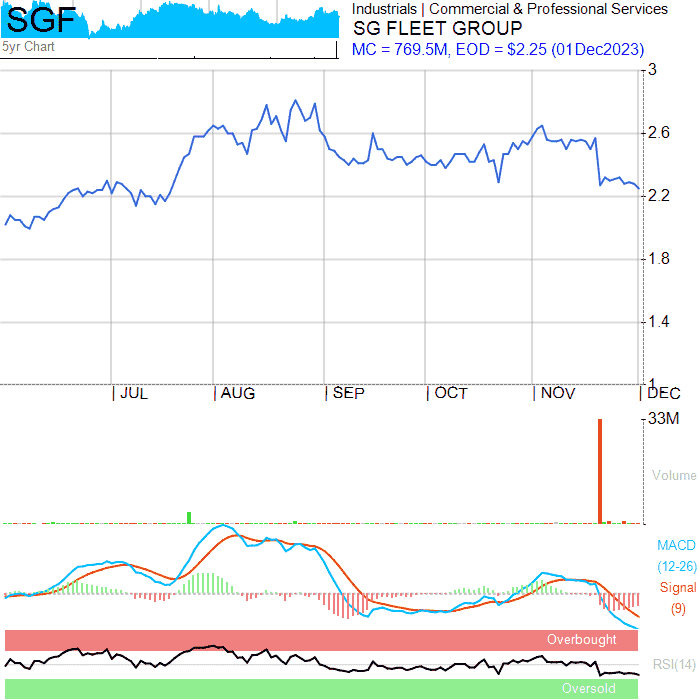 SGF
5yr Chart
Industrials | Commercial & Professional Services
SG FLEET GROUP
MC = 769.5M, EOD = $2.25 (01Dec2023)
3
2.6
2.2
1.8
1.4
1
JUL
AUG
SEP
OCT
NOV
DEC
33M
Volume
MACD
(12-26)
Signal
(9)
Overbought
RSI(14)
Oversold